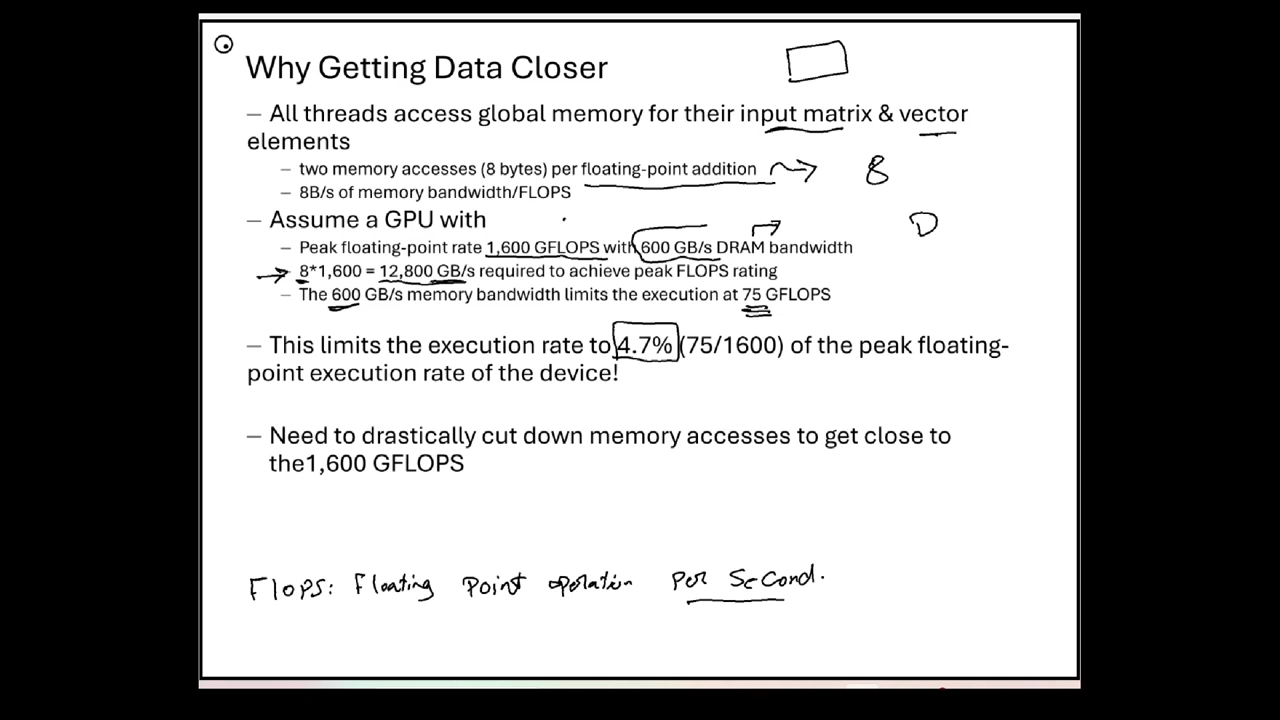 Why Getting Data Closer
– All threads access global memory for their input matrix & vector
elements
– two memory accesses (8 bytes) per floating-point addition 8
– 8B/s of memory bandwidth/FLOPS
– Assume a GPU with D
– Peak floating-point rate 1,600 GFLOPS with 600 GB/s DRAM bandwidth
– 8*1,600 = 12,800 GB/s required to achieve peak FLOPS rating
– The 600 GB/s memory bandwidth limits the execution at 75 GFLOPS
– This limits the execution rate to 4.7% (75/1600) of the peak floating-
point execution rate of the device!
– Need to drastically cut down memory accesses to get close to
the1,600 GFLOPS
Flops: Floating Point operation Per Second.